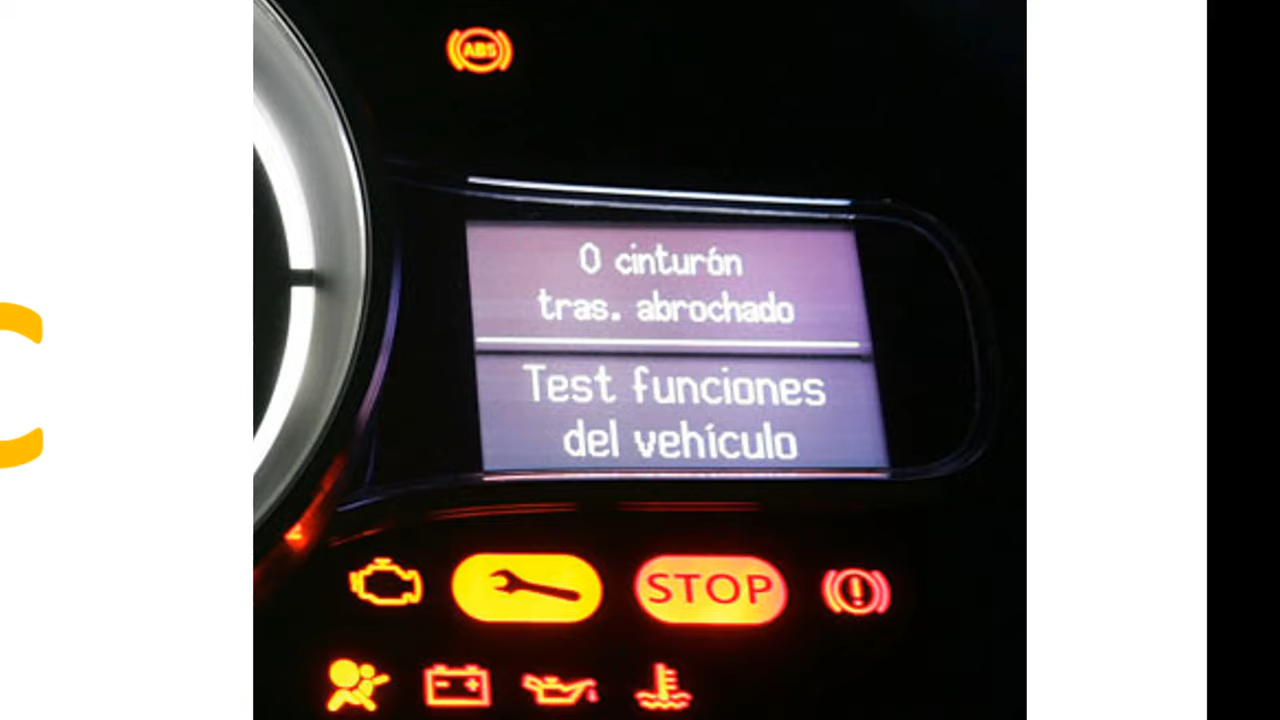 ABS
0 cinturón
tras. abrochado
Test funciones
del vehículo
STOP